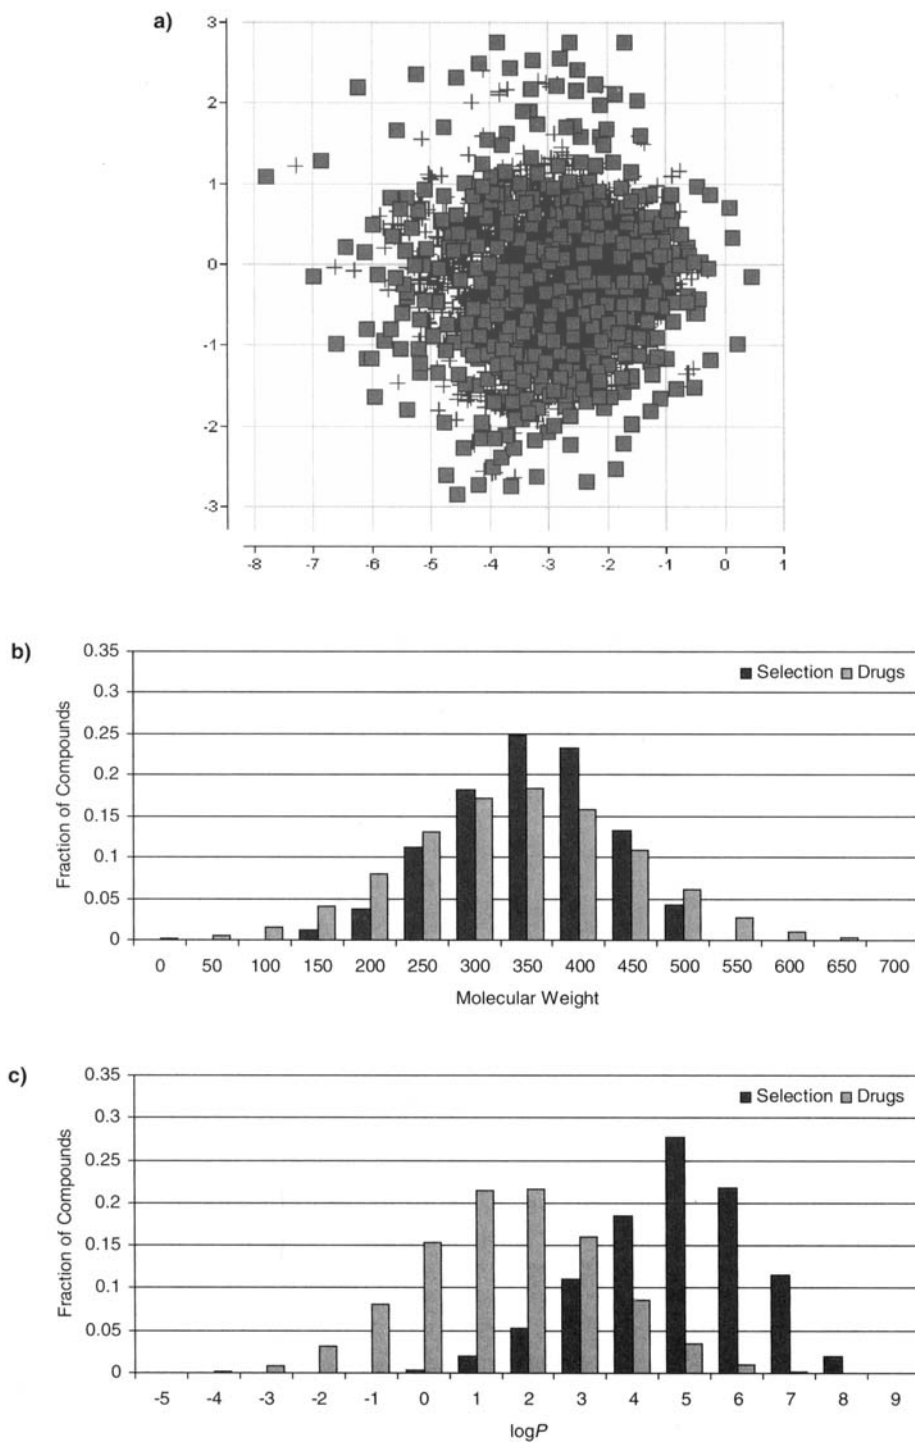 a)
3
2
1
0
-1
-2
-3
-8 -7 -6 -5 -4 -3 -2 -1 0 1
b)
0.35
0.3
0.25
0.2
0.15
0.1
0.05
0
Fraction of Compounds
Selection Drugs
0 50 100 150 200 250 300 350 400 450 500 550 600 650 700
Molecular Weight
c)
0.35
0.3
0.25
0.2
0.15
0.1
0.05
0
Fraction of Compounds
Selection Drugs
-5 -4 -3 -2 -1 0 1 2 3 4 5 6 7 8 9
logP